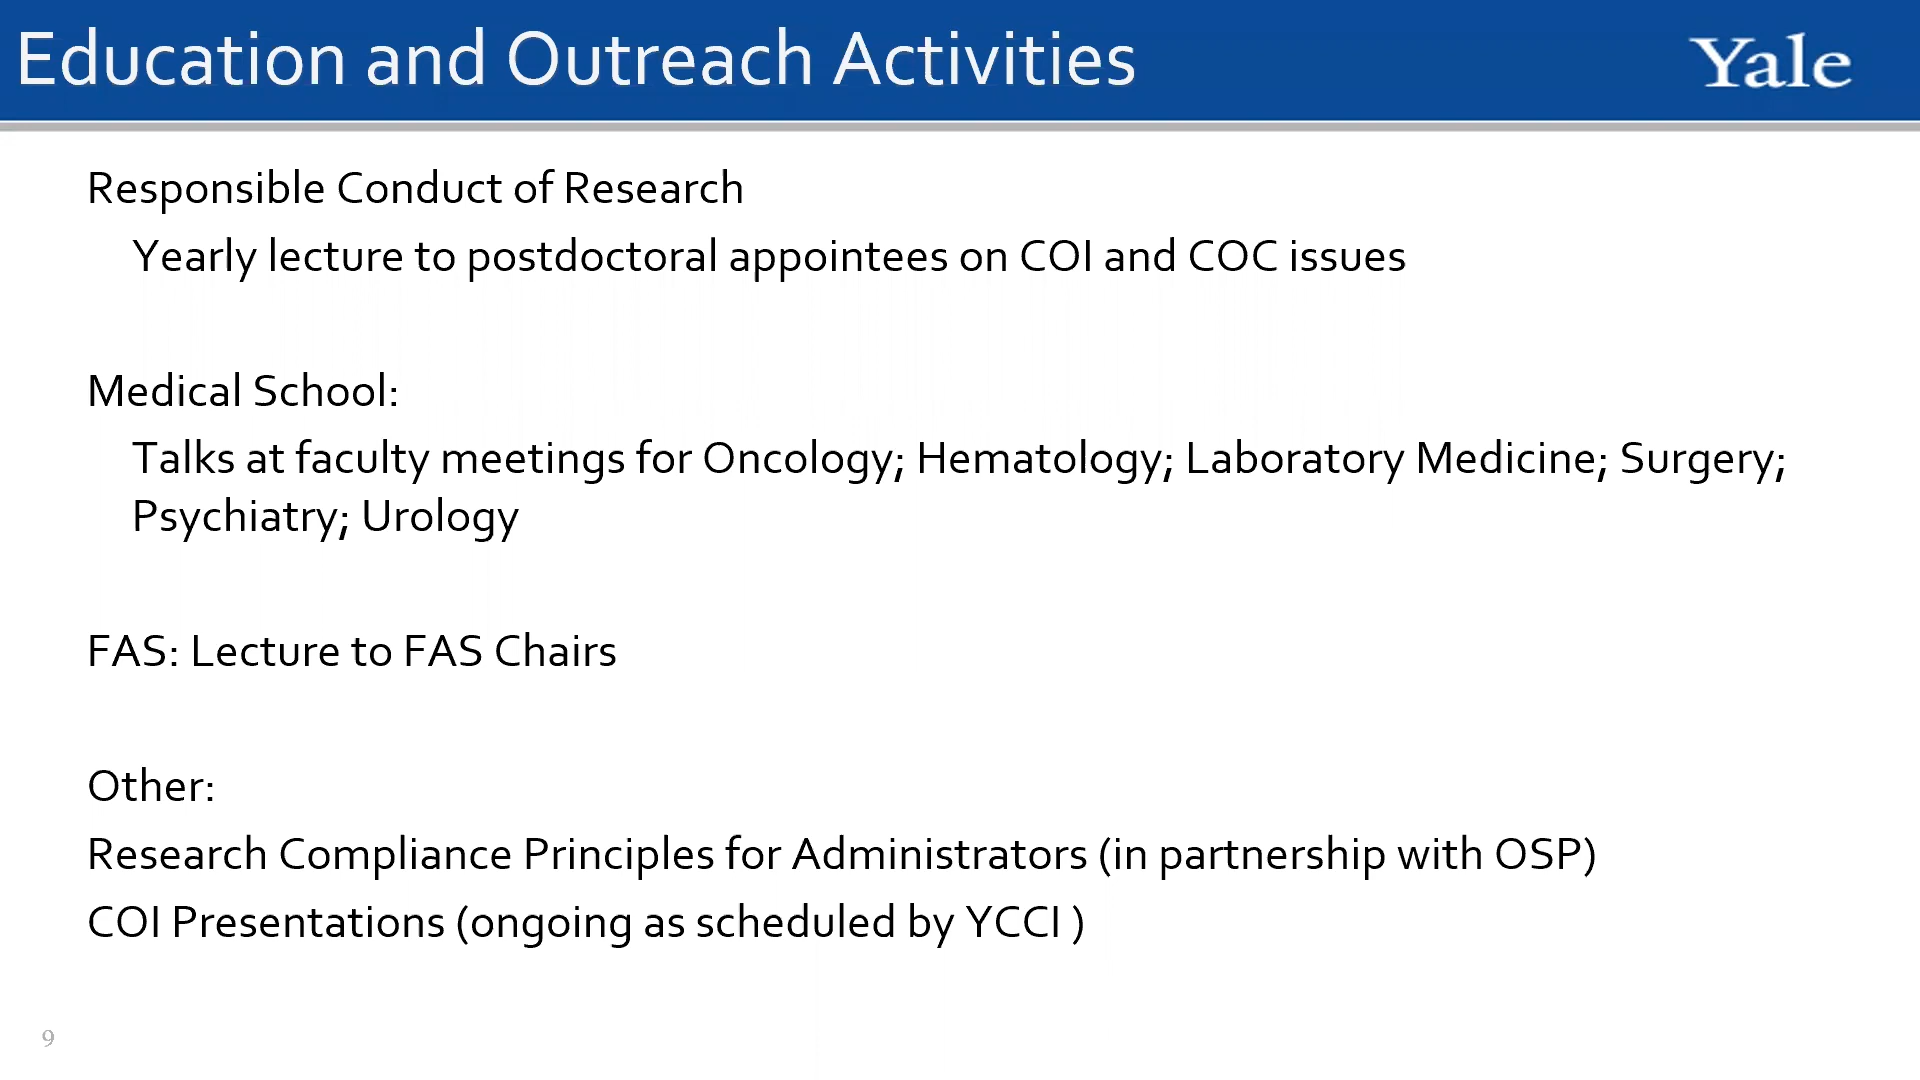 Education and Outreach Activities
Yale
Responsible Conduct of Research
Yearly lecture to postdoctoral appointees on COI and COC issues
Medical School:
Talks at faculty meetings for Oncology; Hematology; Laboratory Medicine; Surgery;
Psychiatry; Urology
FAS: Lecture to FAS Chairs
Other:
Research Compliance Principles for Administrators (in partnership with OSP)
COI Presentations (ongoing as scheduled by YCCI )
9